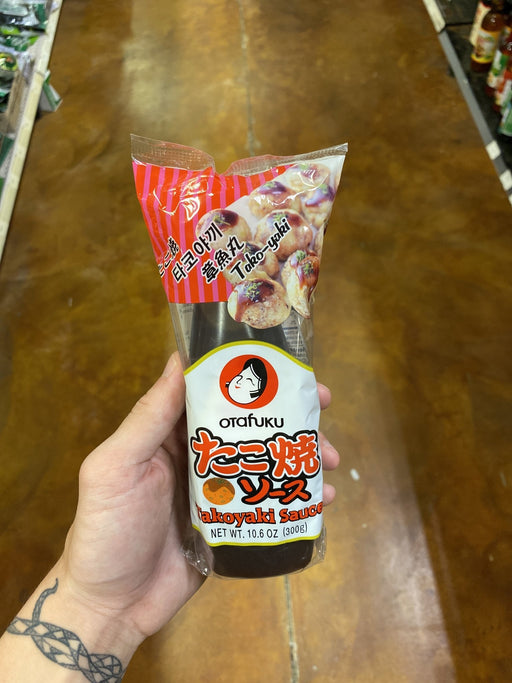 こ焼
타코야끼
章魚丸
Tako-yaki
OTaFUKU
たこ焼
ソース
Takoyaki Sauce
NET WT. 10.6 OZ (300g)